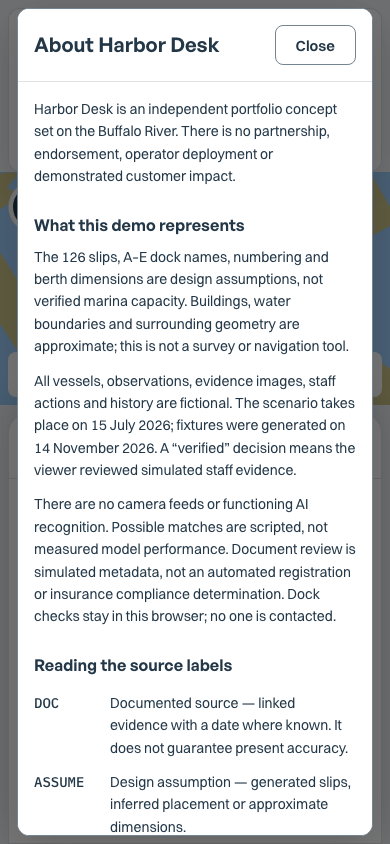 About Harbor Desk
Close
Harbor Desk is an independent portfolio concept
set on the Buffalo River. There is no partnership,
endorsement, operator deployment or
demonstrated customer impact.
What this demo represents
The 126 slips, A–E dock names, numbering and
berth dimensions are design assumptions, not
verified marina capacity. Buildings, water
boundaries and surrounding geometry are
approximate; this is not a survey or navigation tool.
All vessels, observations, evidence images, staff
actions and history are fictional. The scenario takes
place on 15 July 2026; fixtures were generated on
14 November 2026. A “verified” decision means the
viewer reviewed simulated staff evidence.
There are no camera feeds or functioning AI
recognition. Possible matches are scripted, not
measured model performance. Document review is
simulated metadata, not an automated registration
or insurance compliance determination. Dock
checks stay in this browser; no one is contacted.
Reading the source labels
DOC
Documented source — linked
evidence with a date where known. It
does not guarantee present accuracy.
ASSUME
Design assumption — generated slips,
inferred placement or approximate
dimensions.